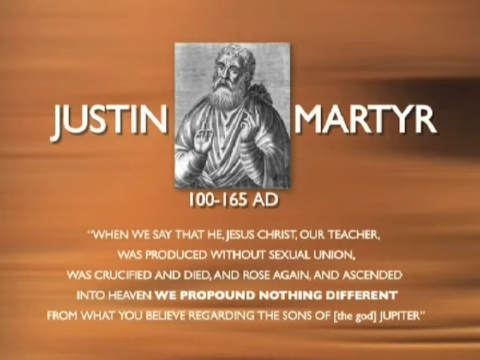 JUSTIN MARTYR
100-165 AD
"WHEN WE SAY THAT HE, JESUS CHRIST, OUR TEACHER,
WAS PRODUCED WITHOUT SEXUAL UNION,
WAS CRUCIFIED AND DIED, AND ROSE AGAIN, AND ASCENDED
INTO HEAVEN WE PROPOUND NOTHING DIFFERENT
FROM WHAT YOU BELIEVE REGARDING THE SONS OF [the god] JUPITER"